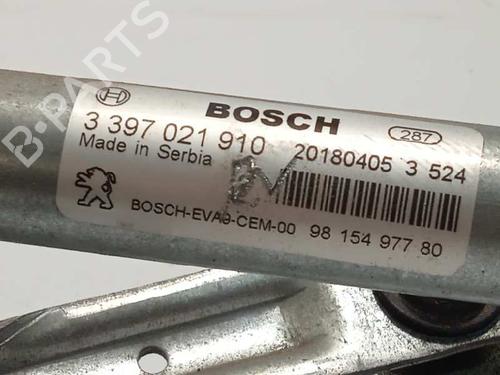 BOSCH
287
3 397 021 910
20180405 3 524
Made in Serbia
BOSCH-EVA9-CEM-00
98 154 977 80
B-PARTS